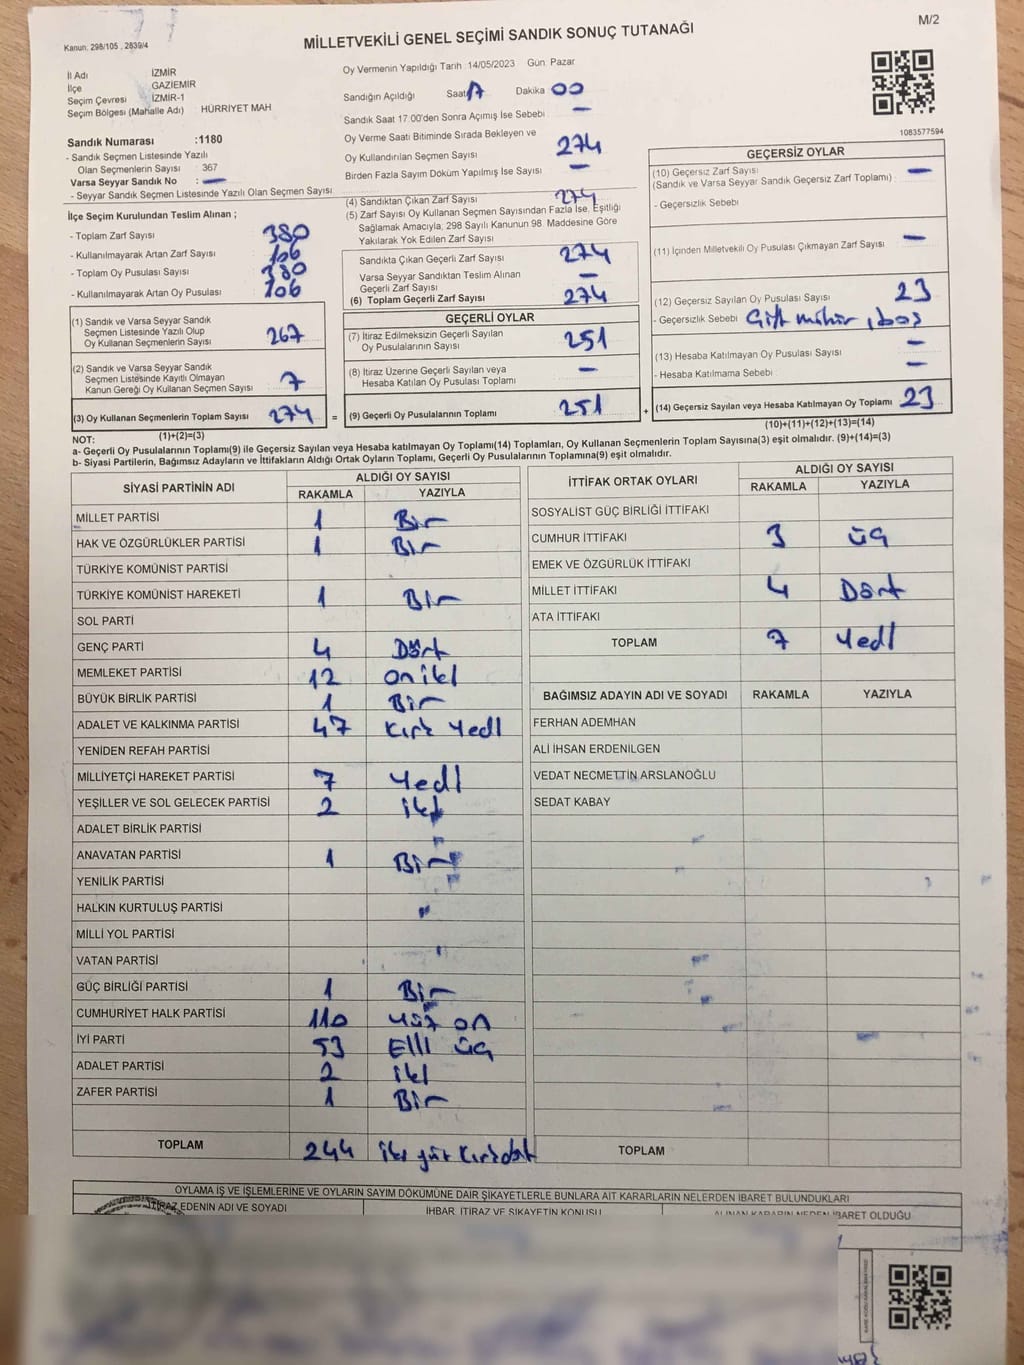 M/2
Kanun. 298/105 , 2839/4
MİLLETVEKİLİ GENEL SEÇİMİ SANDIK SONUÇ TUTANAĞI
İl Adı İZMİR
İlçe GAZİEMİR
Seçim Çevresi İZMİR-1
Seçim Bölgesi (Mahalle Adı) HÜRRİYET MAH
Sandık Numarası :1180
- Sandık Seçmen Listesinde Yazılı
Olan Seçmenlerin Sayısı : 367
Varsa Seyyar Sandık No : —
- Seyyar Sandık Seçmen Listesinde Yazılı Olan Seçmen Sayısı
Oy Vermenin Yapıldığı Tarih :14/05/2023 Gün: Pazar
Sandığın Açıldığı Saat 17 Dakika 00
Sandık Saat 17.00'den Sonra Açımış İse Sebebi : —
Oy Verme Saati Bitiminde Sırada Bekleyen ve
Oy Kullandırılan Seçmen Sayısı 274
Birden Fazla Sayım Döküm Yapılmış İse Sayısı —
1083577594
İlçe Seçim Kurulundan Teslim Alınan ;
- Toplam Zarf Sayısı 380
- Kullanılmayarak Artan Zarf Sayısı 106
- Toplam Oy Pusulası Sayısı 380
- Kullanılmayarak Artan Oy Pusulası 106
(1) Sandık ve Varsa Seyyar Sandık
Seçmen Listesinde Yazılı Olup
Oy Kullanan Seçmenlerin Sayısı 267
(2) Sandık ve Varsa Seyyar Sandık
Seçmen Listesinde Kayıtlı Olmayan
Kanun Gereği Oy Kullanan Seçmen Sayısı 7
(3) Oy Kullanan Seçmenlerin Toplam Sayısı 274
(1)+(2)=(3)
(4) Sandıktan Çıkan Zarf Sayısı 274
(5) Zarf Sayısı Oy Kullanan Seçmen Sayısından Fazla İse, Eşitliği
Sağlamak Amacıyla, 298 Sayılı Kanunun 98. Maddesine Göre
Yakılarak Yok Edilen Zarf Sayısı
Sandıkta Çıkan Geçerli Zarf Sayısı 274
Varsa Seyyar Sandıktan Teslim Alınan
Geçerli Zarf Sayısı —
(6) Toplam Geçerli Zarf Sayısı 274
GEÇERLİ OYLAR
(7) İtiraz Edilmeksizin Geçerli Sayılan
Oy Pusulalarının Sayısı 251
(8) İtiraz Üzerine Geçerli Sayılan veya
Hesaba Katılan Oy Pusulası Toplamı —
= (9) Geçerli Oy Pusulalarının Toplamı 251 +
GEÇERSİZ OYLAR
(10) Geçersiz Zarf Sayısı —
(Sandık ve Varsa Seyyar Sandık Geçersiz Zarf Toplamı) :
- Geçersizlik Sebebi
(11) İçinden Milletvekili Oy Pusulası Çıkmayan Zarf Sayısı —
(12) Geçersiz Sayılan Oy Pusulası Sayısı 23
- Geçersizlik Sebebi Çift mühür, boş
(13) Hesaba Katılmayan Oy Pusulası Sayısı : —
- Hesaba Katılmama Sebebi : —
(14) Geçersiz Sayılan veya Hesaba Katılmayan Oy Toplamı 23
(10)+(11)+(12)+(13)=(14)
NOT:
a- Geçerli Oy Pusulalarının Toplamı(9) ile Geçersiz Sayılan veya Hesaba katılmayan Oy Toplamı(14) Toplamları, Oy Kullanan Seçmenlerin Toplam Sayısına(3) eşit olmalıdır. (9)+(14)=(3)
b- Siyasi Partilerin, Bağımsız Adayların ve İttifakların Aldığı Ortak Oyların Toplamı, Geçerli Oy Pusulalarının Toplamına(9) eşit olmalıdır.
SİYASİ PARTİNİN ADI ALDIĞI OY SAYISI
RAKAMLA YAZIYLA
MİLLET PARTİSİ 1 Bir
HAK VE ÖZGÜRLÜKLER PARTİSİ 1 Bir
TÜRKİYE KOMÜNİST PARTİSİ
TÜRKİYE KOMÜNİST HAREKETİ 1 Bir
SOL PARTİ
GENÇ PARTİ 4 Dört
MEMLEKET PARTİSİ 12 on iki
BÜYÜK BİRLİK PARTİSİ 1 Bir
ADALET VE KALKINMA PARTİSİ 47 Kırk Yedi
YENİDEN REFAH PARTİSİ
MİLLİYETÇİ HAREKET PARTİSİ 7 Yedi
YEŞİLLER VE SOL GELECEK PARTİSİ 2 iki
ADALET BİRLİK PARTİSİ
ANAVATAN PARTİSİ 1 Bir
YENİLİK PARTİSİ
HALKIN KURTULUŞ PARTİSİ
MİLLİ YOL PARTİSİ
VATAN PARTİSİ
GÜÇ BİRLİĞİ PARTİSİ 1 Bir
CUMHURİYET HALK PARTİSİ 110 Yüz on
İYİ PARTİ 53 Elli üç
ADALET PARTİSİ 2 iki
ZAFER PARTİSİ 1 Bir
TOPLAM 244 iki yüz kırk dört
İTTİFAK ORTAK OYLARI ALDIĞI OY SAYISI
RAKAMLA YAZIYLA
SOSYALİST GÜÇ BİRLİĞİ İTTİFAKI
CUMHUR İTTİFAKI 3 üç
EMEK VE ÖZGÜRLÜK İTTİFAKI
MİLLET İTTİFAKI 4 Dört
ATA İTTİFAKI
TOPLAM 7 Yedi
BAĞIMSIZ ADAYIN ADI VE SOYADI RAKAMLA YAZIYLA
FERHAN ADEMHAN
ALİ İHSAN ERDENİLGEN
VEDAT NECMETTİN ARSLANOĞLU
SEDAT KABAY
TOPLAM
OYLAMA İŞ VE İŞLEMLERİNE VE OYLARIN SAYIM DÖKÜMÜNE DAİR ŞİKAYETLERLE BUNLARA AİT KARARLARIN NELERDEN İBARET BULUNDUKLARI
İTİRAZ EDENİN ADI VE SOYADI İHBAR, İTİRAZ VE ŞİKAYETİN KONUSU ALINAN KARARIN NEDEN İBARET OLDUĞU